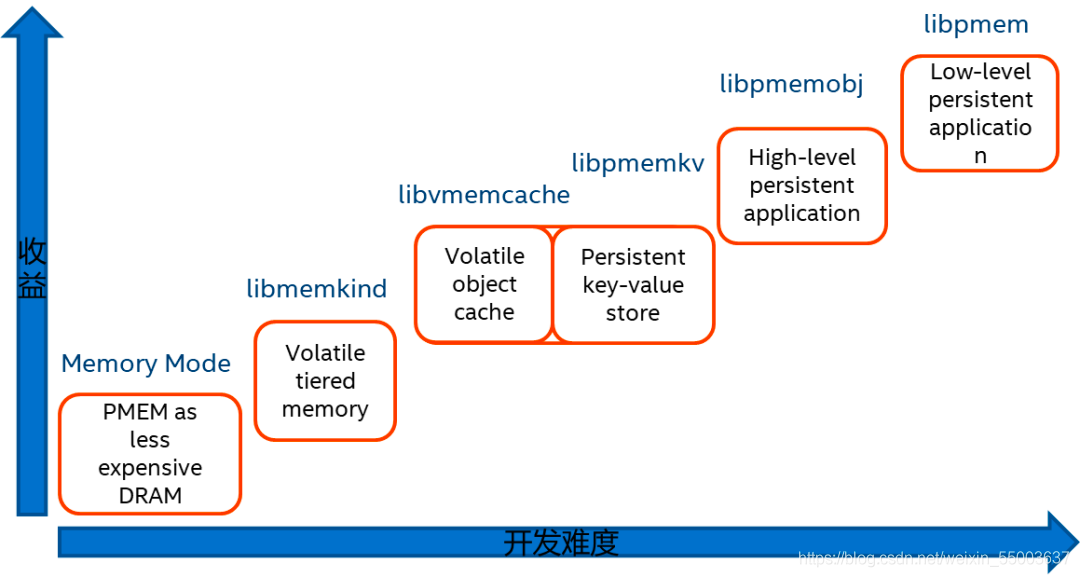 libpmem
Low-level
persistent
applicatio
n
libpmemobj
High-level
persistent
application
libpmemkv
libvmemcache
Volatile
object
cache
Persistent
key-value
store
收
益
libmemkind
Volatile
tiered
memory
Memory Mode
PMEM as
less
expensive
DRAM
开发难度
https://blog.csdn.net/weixin_55003637